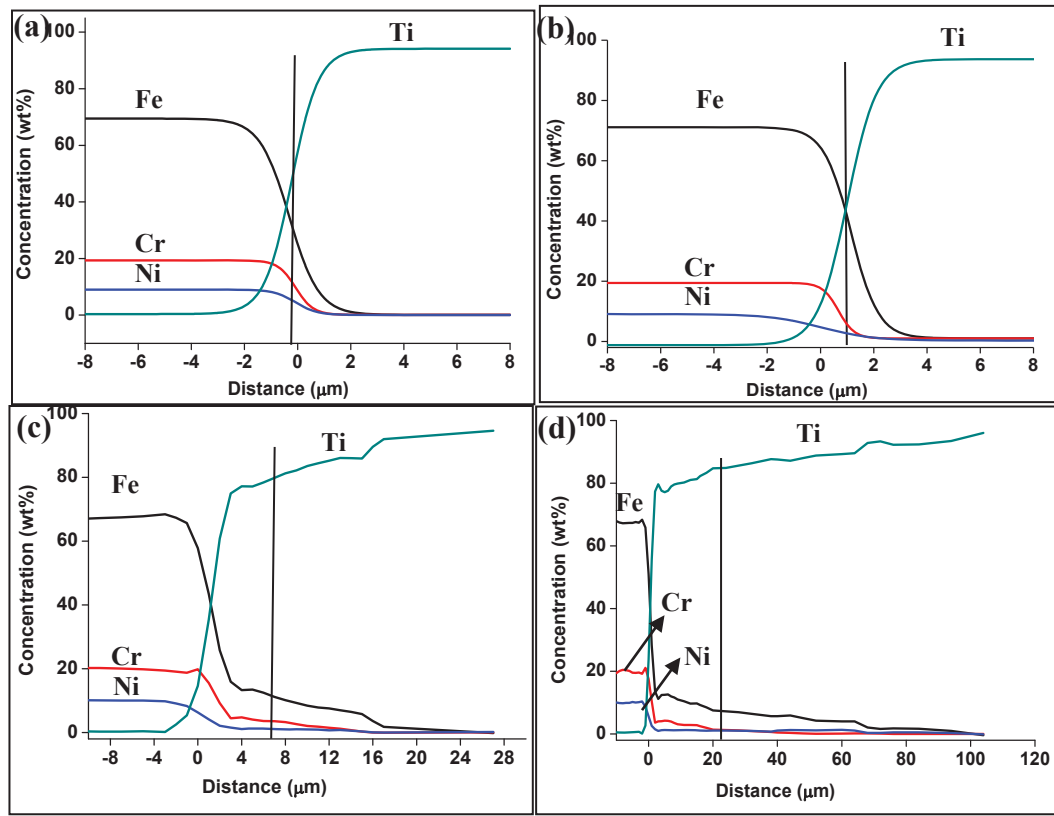 (a)
Ti
Fe
Cr
Ni
Concentration (wt%)
100
80
60
40
20
0
-8 -6 -4 -2 0 2 4 6 8
Distance (μm)
(b)
Ti
Fe
Cr
Ni
Concentration (wt%)
100
80
60
40
20
0
-8 -6 -4 -2 0 2 4 6 8
Distance (μm)
(c)
Ti
Fe
Cr
Ni
Concentration (wt%)
100
80
60
40
20
0
-8 -4 0 4 8 12 16 20 24 28
Distance (μm)
(d)
Ti
Fe
Cr
Ni
Concentration (wt%)
100
80
60
40
20
0
0 20 40 60 80 100 120
Distance (μm)